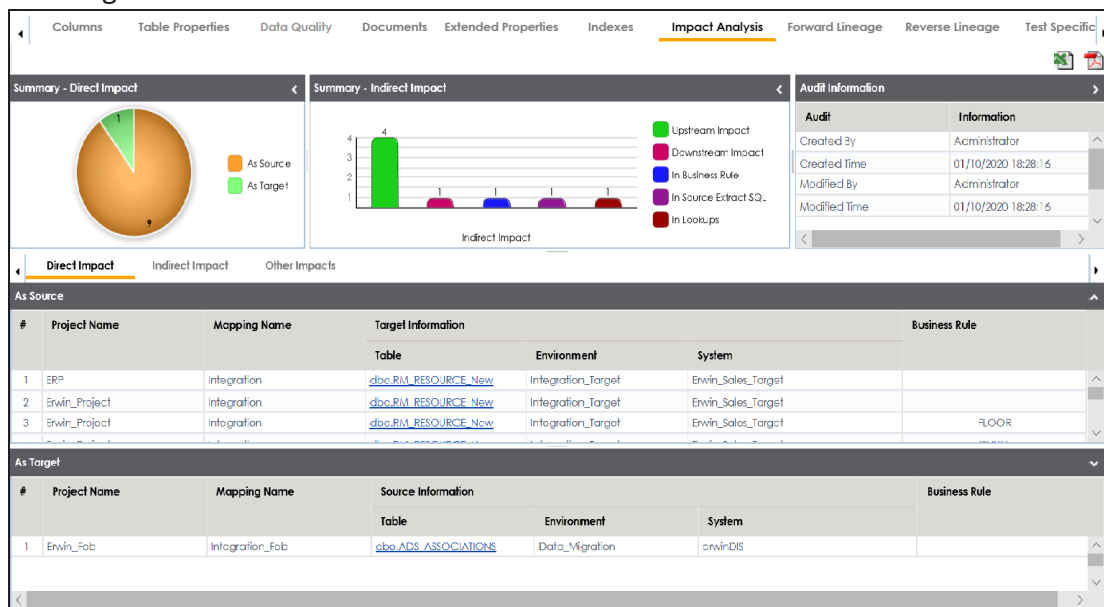 Columns Table Properties Data Quality Documents Extended Properties Indexes Impact Analysis Forward Lineage Reverse Lineage Test Specific
Summary - Direct Impact
1
9
As Source
As Target
Summary - Indirect Impact
4
3
2
1
4 1 1 1 1
Indirect Impact
Upstream Impact
Downstream Impact
In Business Rule
In Source Extract SQL
In Lookups
Audit Information
Audit Information
Created By Administrator
Created Time 01/10/2020 18:28:16
Modified By Administrator
Modified Time 01/10/2020 18:28:16
Direct Impact Indirect Impact Other Impacts
As Source
# Project Name Mapping Name Target Information Business Rule
Table Environment System
1 ERP Integration dbo.RM_RESOURCE_New Integration_Target Erwin_Sales_Target
2 Erwin_Project Integration dbo.RM_RESOURCE_New Integration_Target Erwin_Sales_Target
3 Erwin_Project Integration dbo.RM_RESOURCE_New Integration_Target Erwin_Sales_Target FLOOR
As Target
# Project Name Mapping Name Source Information Business Rule
Table Environment System
1 Erwin_Feb Integration_Feb dbo.ADS_ASSOCIATIONS Data_Migration erwinDIS